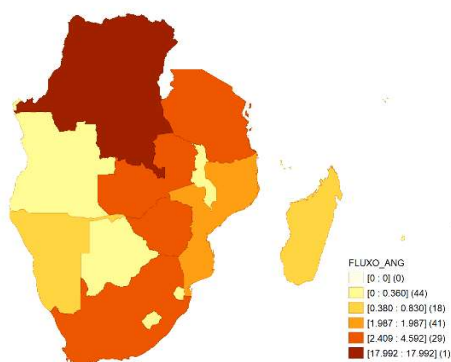 FLUXO_ANG
[0 : 0] (0)
[0 : 0.360] (44)
[0.380 : 0.830] (18)
[1.987 : 1.987] (41)
[2.409 : 4.592] (29)
[17.992 : 17.992] (1)